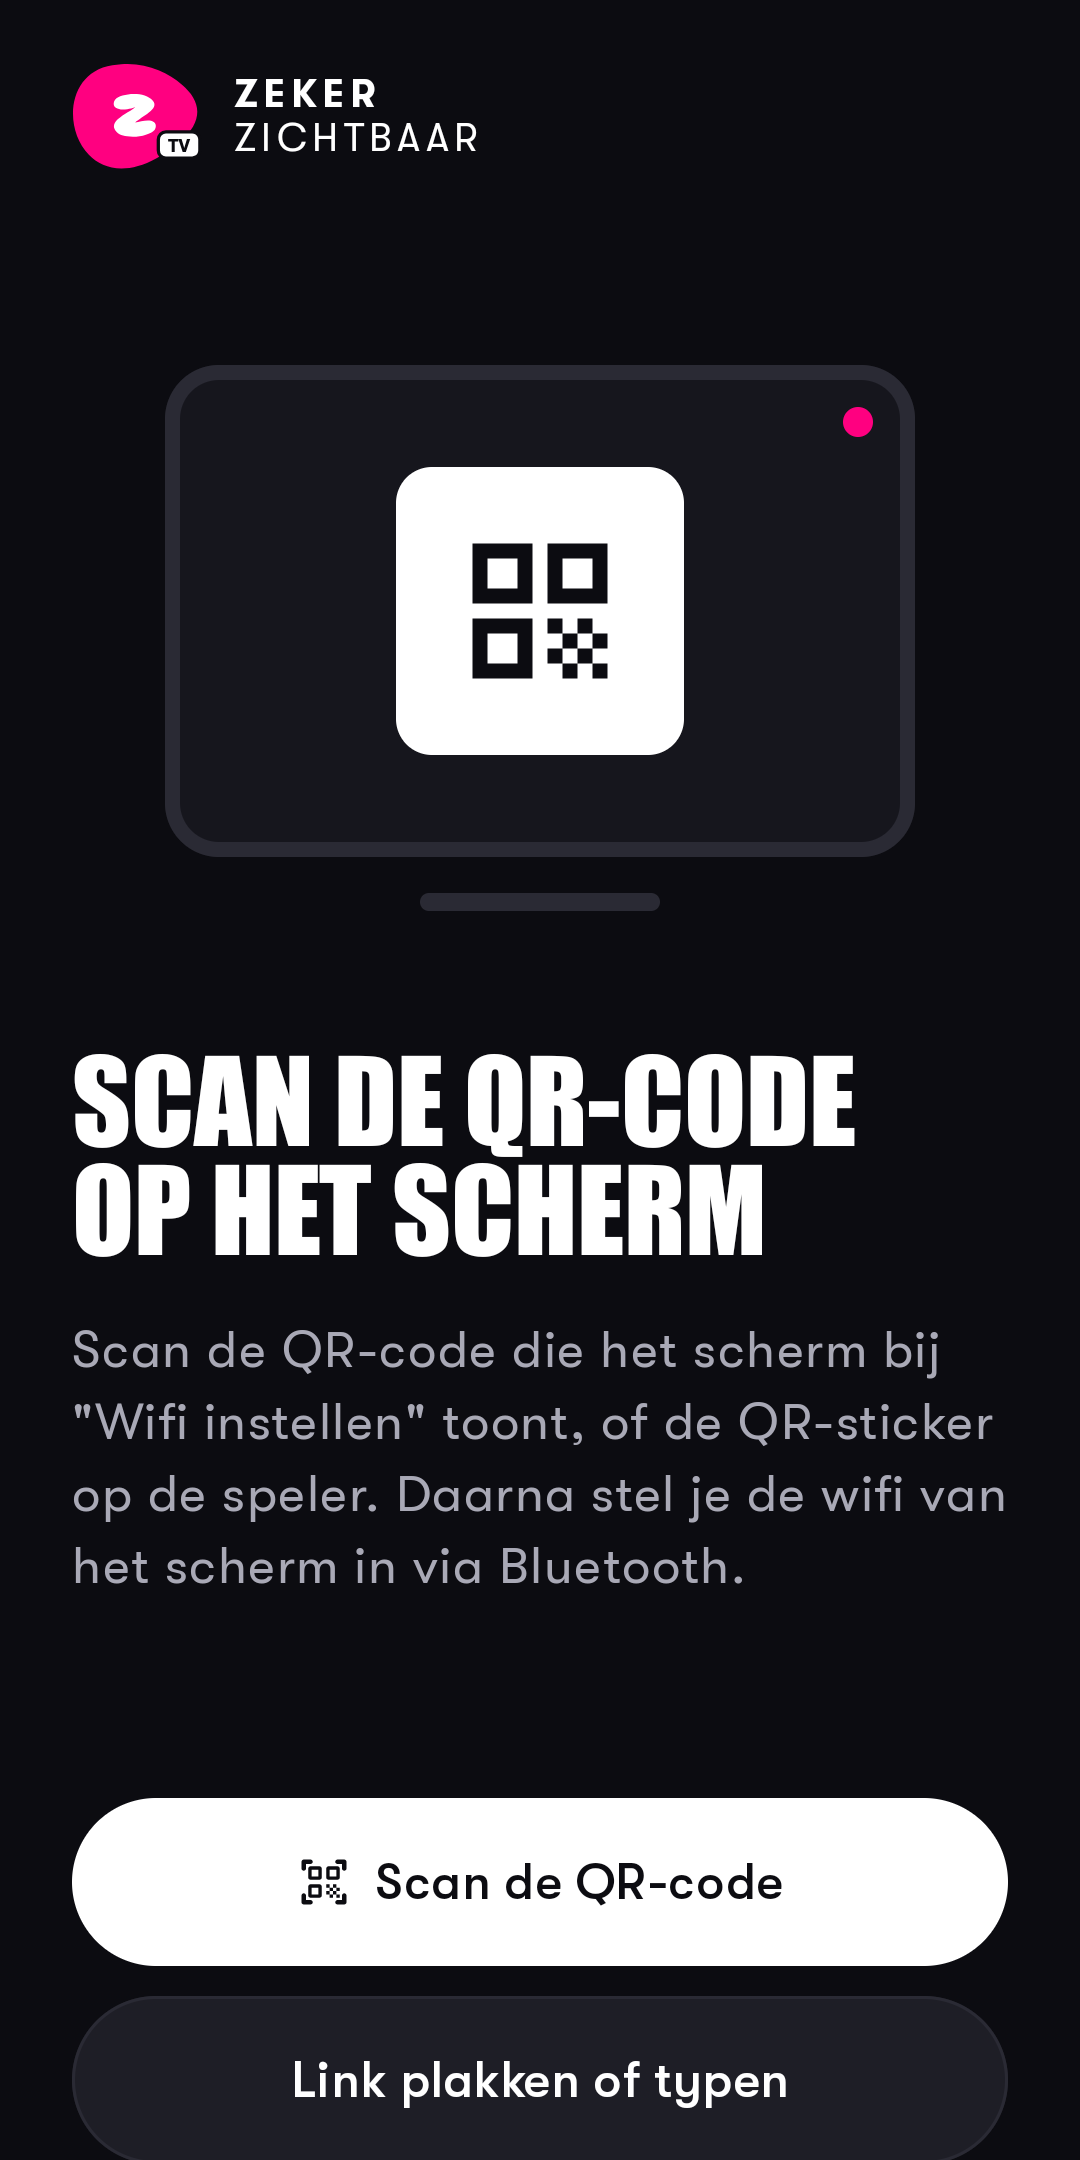 ZEKER
ZICHTBAAR
TV
SCAN DE QR-CODE
OP HET SCHERM
Scan de QR-code die het scherm bij
"Wifi instellen" toont, of de QR-sticker
op de speler. Daarna stel je de wifi van
het scherm in via Bluetooth.
Scan de QR-code
Link plakken of typen